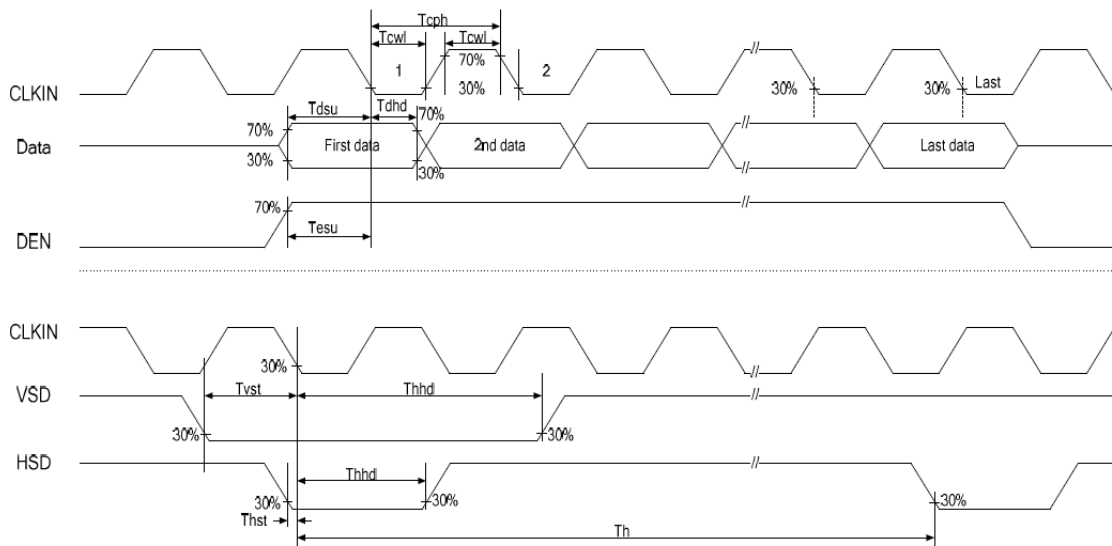 Tcph
Tcwl Tcwl
CLKIN 1 70% 30% 2 // 30% 30% Last
Tdsu Tdhd
70% 70%
Data First data 2nd data // Last data
30% 30%
70% //
DEN Tesu
CLKIN 30% //
VSD Tvst Thhd //
30% 30%
HSD Thhd //
30% 30% 30%
Thst
Th